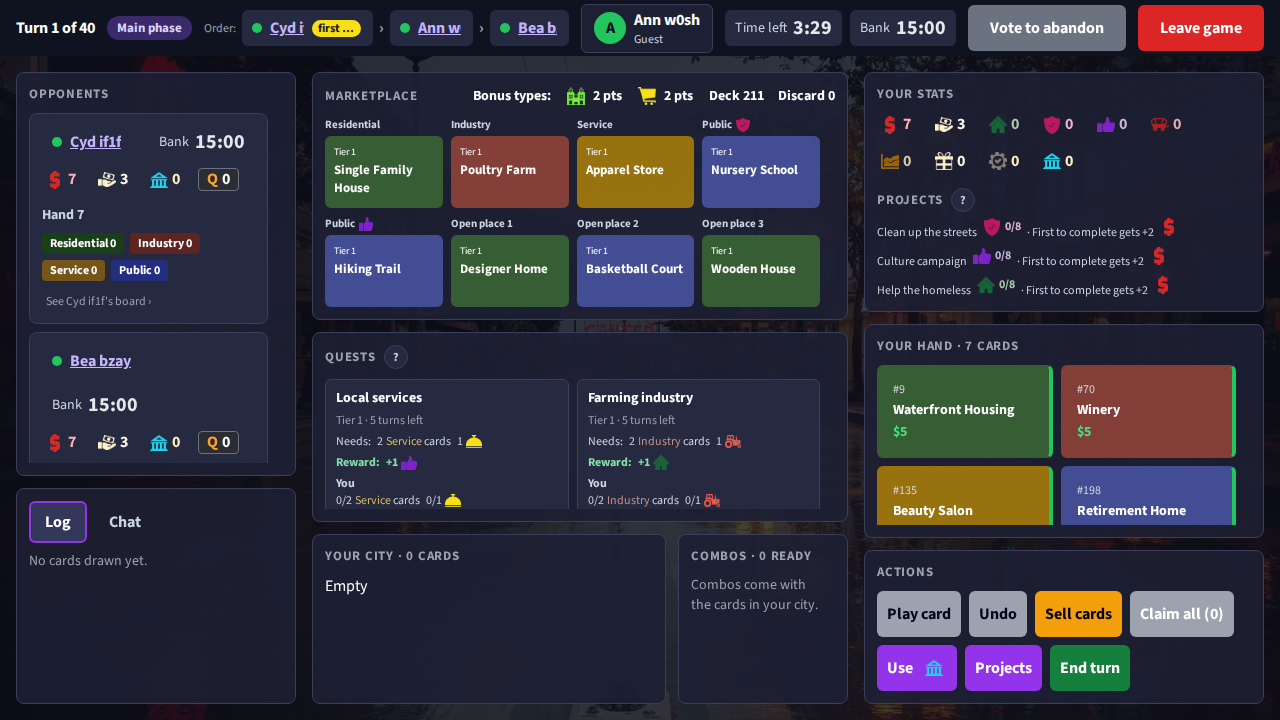 Turn 1 of 40 Main phase Order: Cyd i first ... › Ann w › Bea b
A Ann w0sh
Guest
Time left 3:29 Bank 15:00 Vote to abandon Leave game
OPPONENTS
Cyd if1f Bank 15:00
7 3 0 Q 0
Hand 7
Residential 0 Industry 0
Service 0 Public 0
See Cyd if1f's board ›
Bea bzay
Bank 15:00
7 3 0 Q 0
Log Chat
No cards drawn yet.
MARKETPLACE Bonus types: 2 pts 2 pts Deck 211 Discard 0
Residential Industry Service Public
Tier 1 Tier 1 Tier 1 Tier 1
Single Family Poultry Farm Apparel Store Nursery School
House
Public Open place 1 Open place 2 Open place 3
Tier 1 Tier 1 Tier 1 Tier 1
Hiking Trail Designer Home Basketball Court Wooden House
QUESTS ?
Local services
Tier 1 · 5 turns left
Needs: 2 Service cards 1
Reward: +1
You
0/2 Service cards 0/1
Farming industry
Tier 1 · 5 turns left
Needs: 2 Industry cards 1
Reward: +1
You
0/2 Industry cards 0/1
YOUR CITY · 0 CARDS
Empty
COMBOS · 0 READY
Combos come with
the cards in your city.
YOUR STATS
7 3 0 0 0 0
0 0 0 0
PROJECTS ?
Clean up the streets 0/8 · First to complete gets +2
Culture campaign 0/8 · First to complete gets +2
Help the homeless 0/8 · First to complete gets +2
YOUR HAND · 7 CARDS
#9
Waterfront Housing
$5
#70
Winery
$5
#135
Beauty Salon
#198
Retirement Home
ACTIONS
Play card Undo Sell cards Claim all (0)
Use Projects End turn